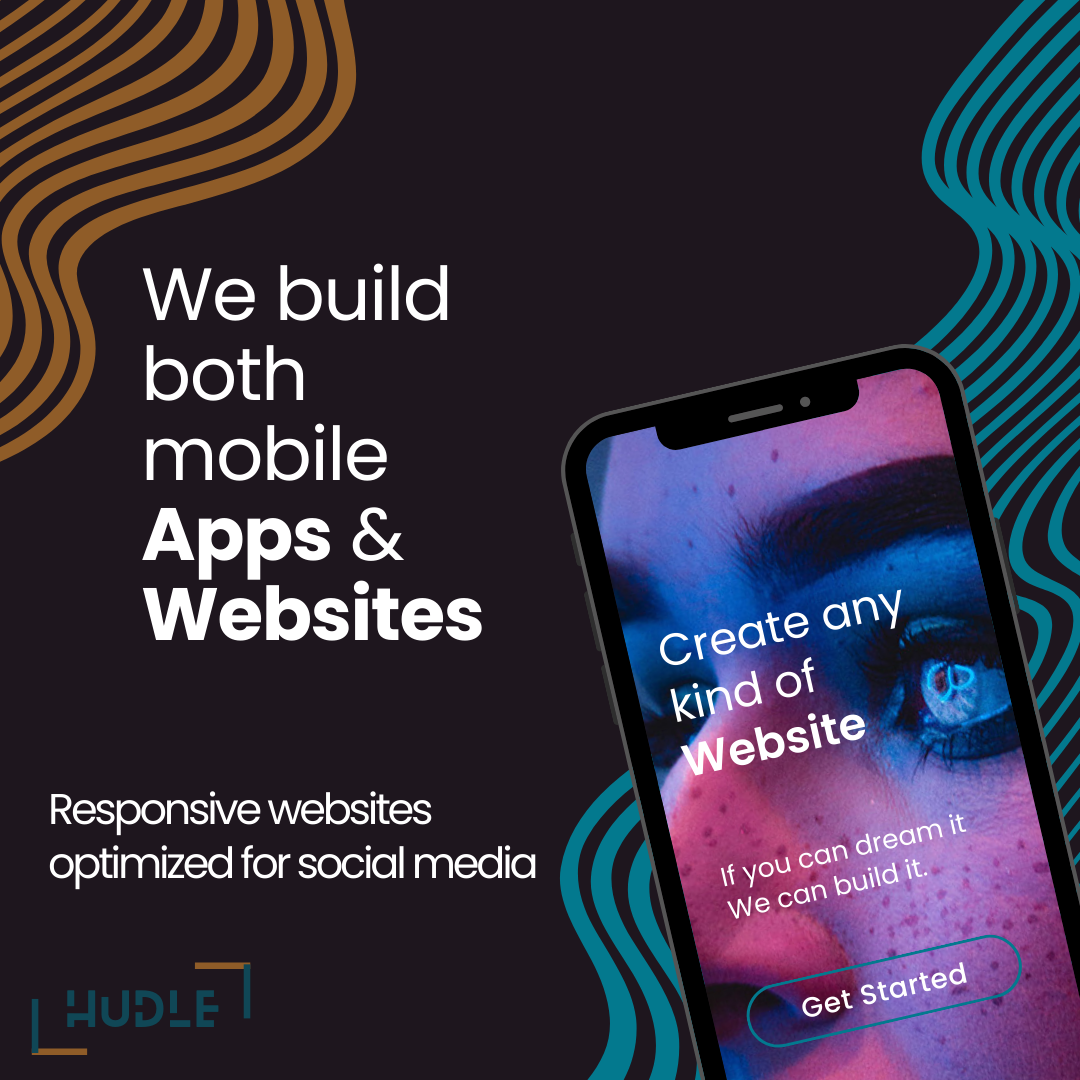 We build
both
mobile
Apps &
Websites
Create any
kind of
Website
If you can dream it
We can build it.
Get Started
Responsive websites
optimized for social media
HUDLE